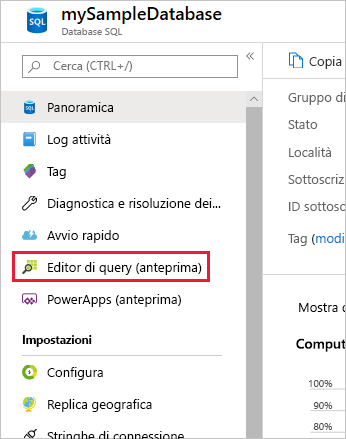 SQL
mySampleDatabase
Database SQL
Cerca (CTRL+/)
Panoramica
Log attività
Tag
Diagnostica e risoluzione dei...
Avvio rapido
Editor di query (anteprima)
PowerApps (anteprima)
Impostazioni
Configura
Replica geografica
Stringhe di connessione
Copia
Gruppo di
Stato
Località
Sottoscriz
ID sottosc
Tag (modi
Mostra d
Comput
100%
90%
80%